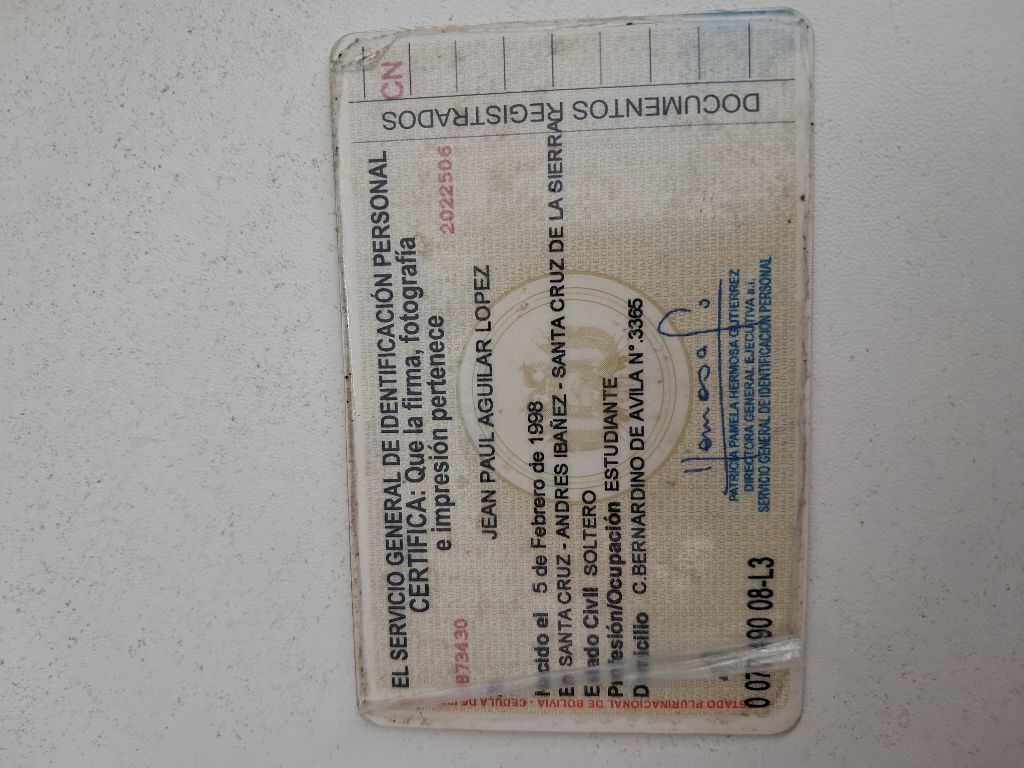 EL SERVICIO GENERAL DE IDENTIFICACIÓN PERSONAL
CERTIFICA: Que la firma, fotografía
e impresión pertenece
873430
2022506
JEAN PAUL AGUILAR LOPEZ
5 de Febrero de 1998
SANTA CRUZ - ANDRES IBAÑEZ - SANTA CRUZ DE LA SIERRA
Civil SOLTERO
ESTUDIANTE
C.BERNARDINO DE AVILA N°.3365
PATRICIA PAMELA HERMOSA GUTIERREZ
DIRECTORA GENERAL EJECUTIVA a.i.
SERVICIO GENERAL DE IDENTIFICACIÓN PERSONAL
90 08-L3
PLURINACIONAL DE BOLIVIA - CEDULA DE
DOCUMENTOS REGISTRADOS
CN